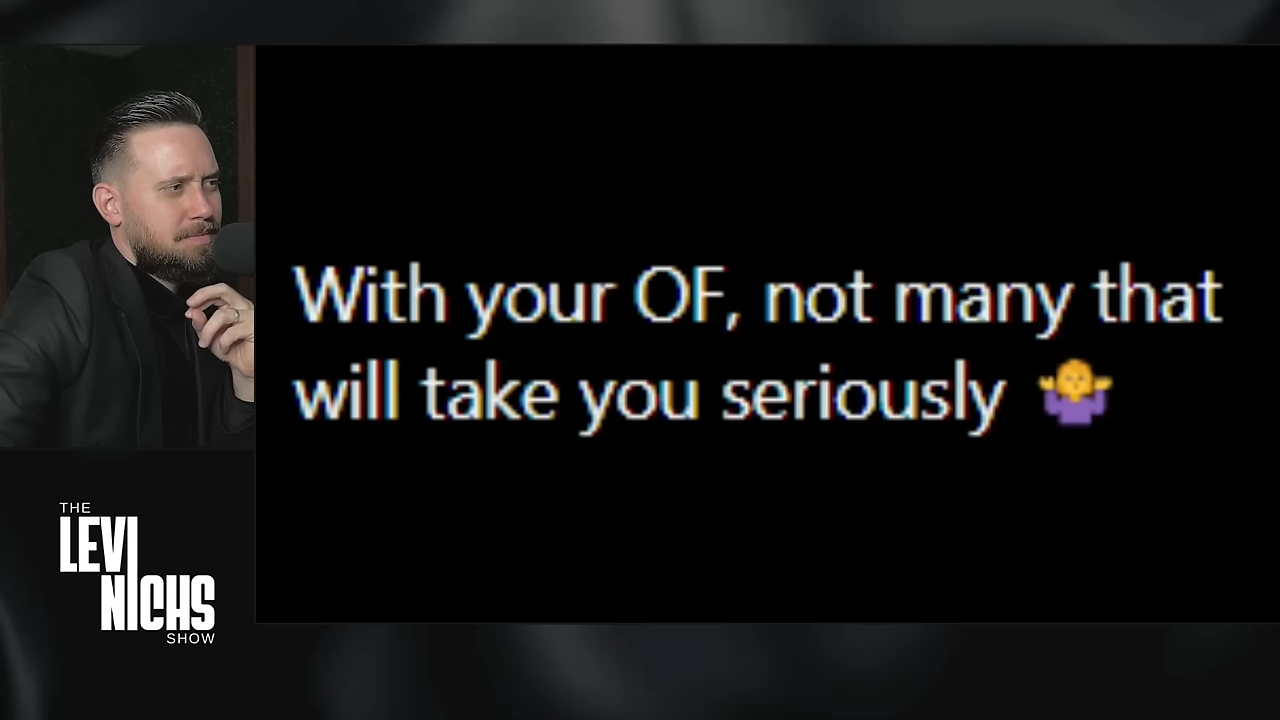 With your OF, not many that
will take you seriously 🤷
THE
LEVI
NICHS
SHOW